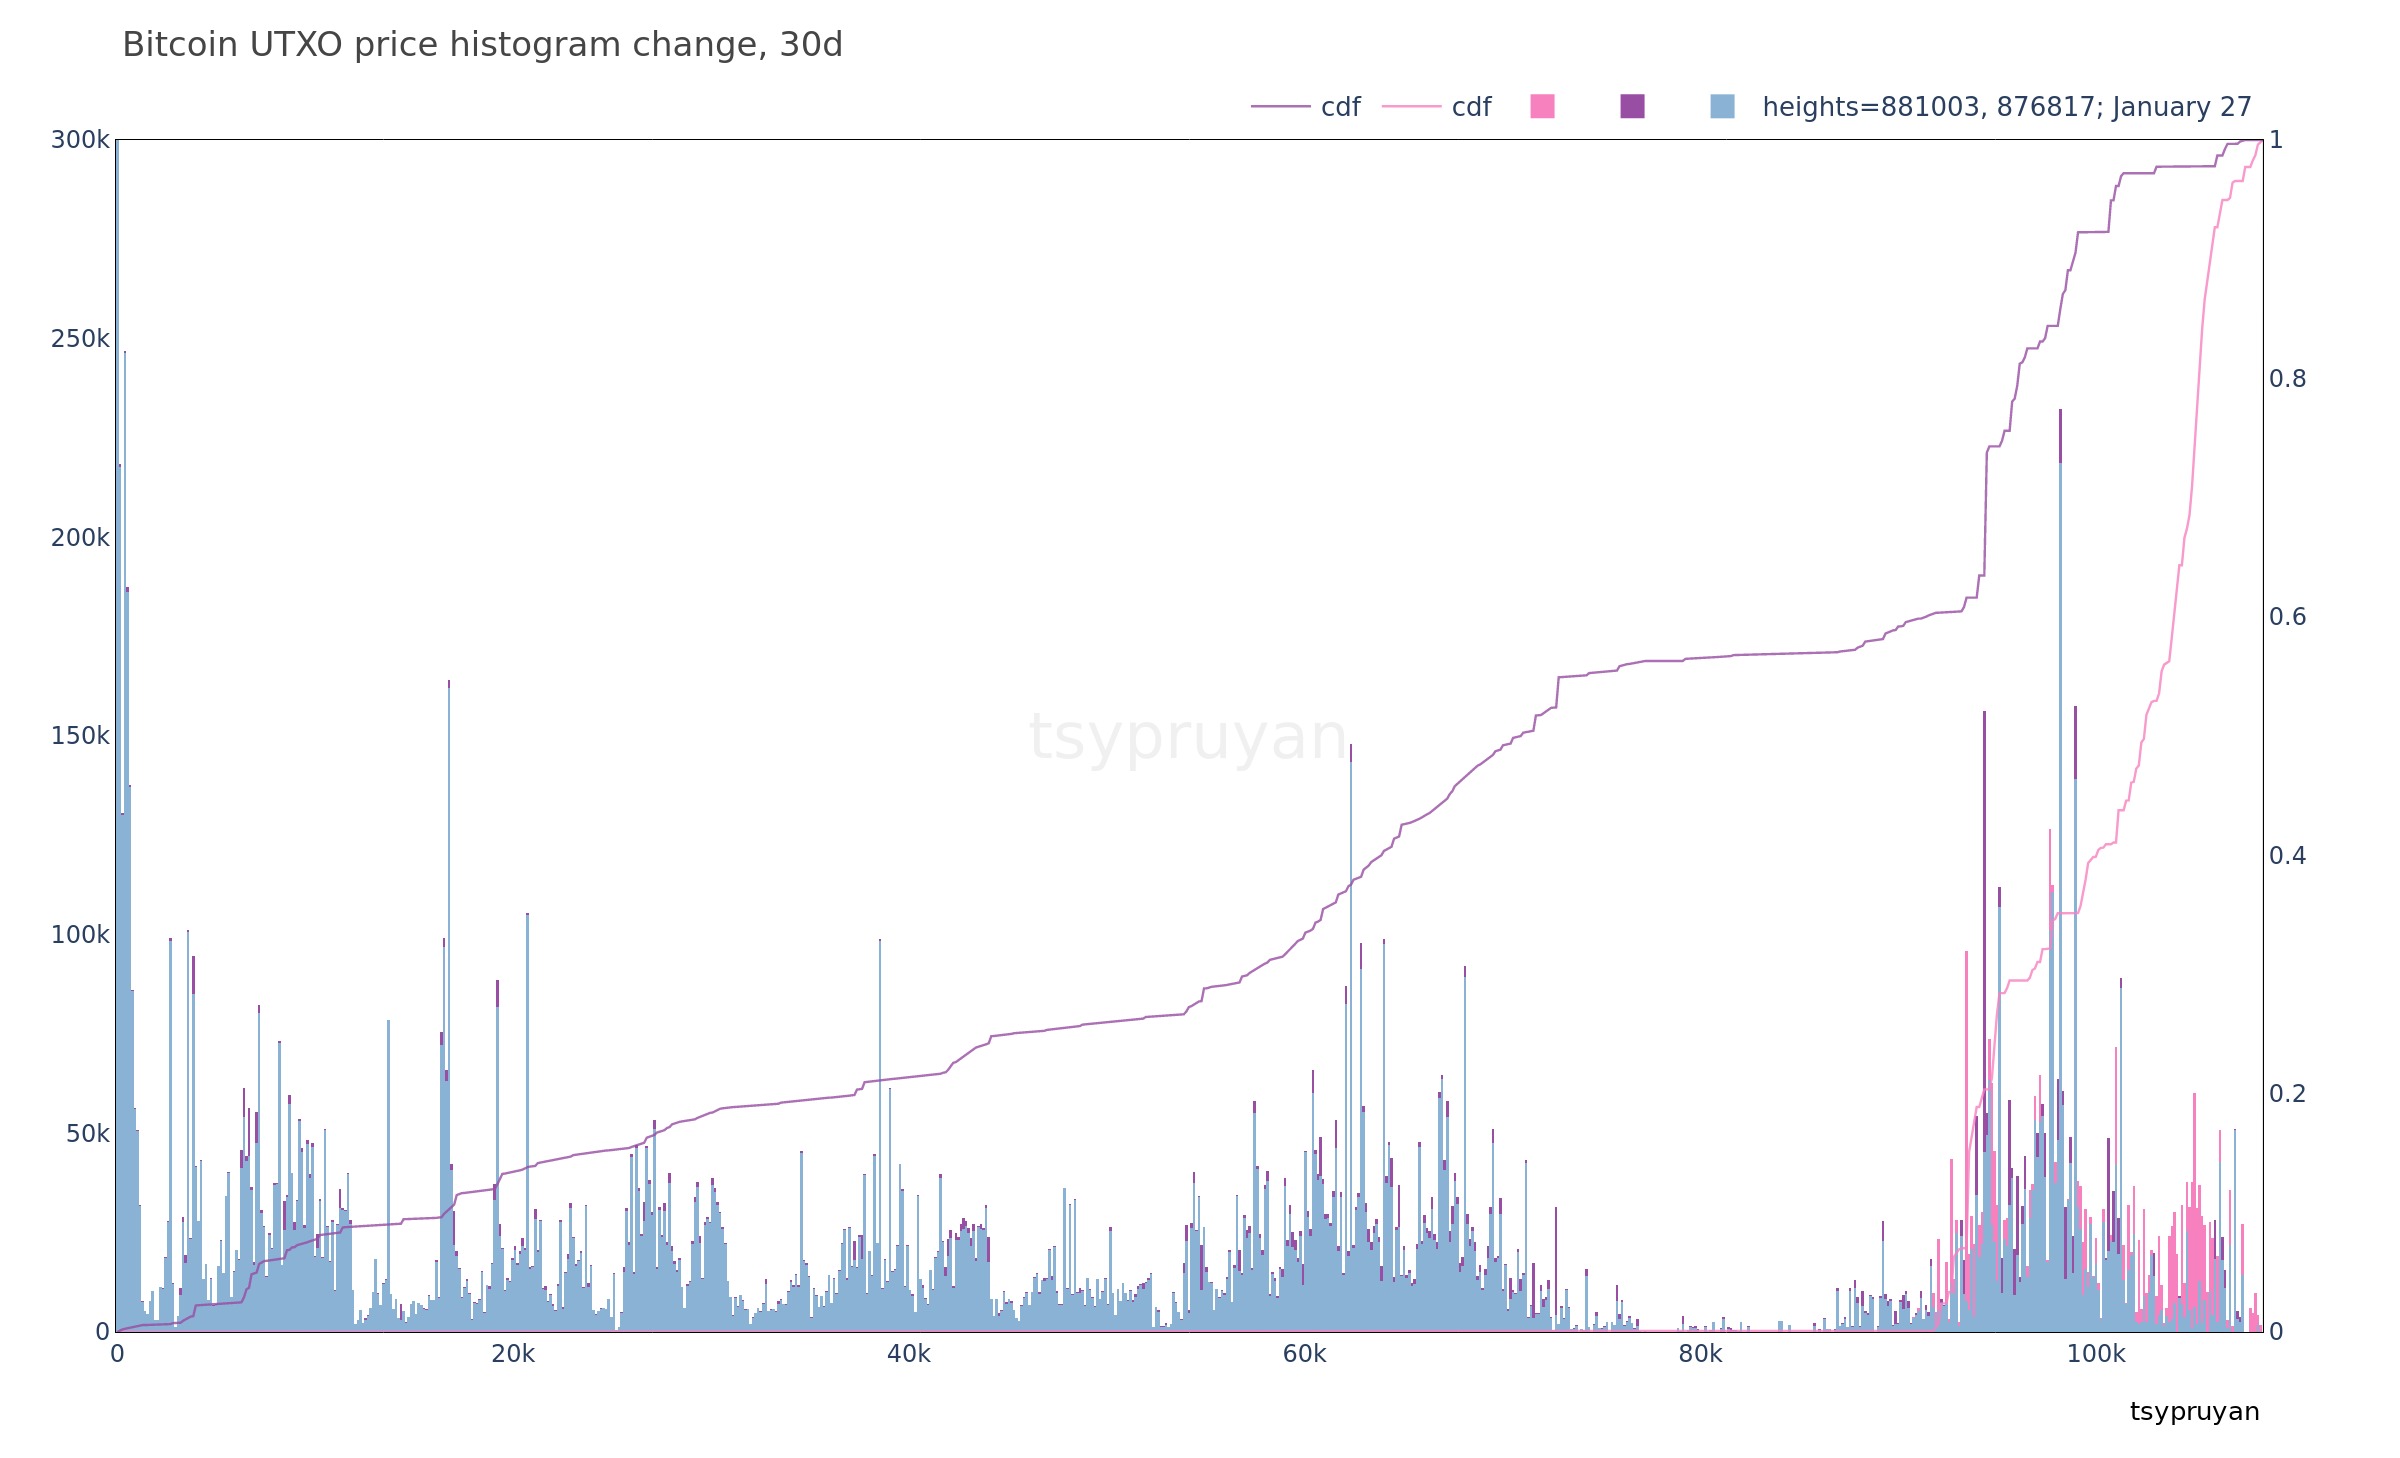 Bitcoin UTXO price histogram change, 30d
cdf cdf heights=881003, 876817; January 27
300k 1
250k
0.8
200k
0.6
150k
tsypruyan
0.4
100k
0.2
50k
0 0
0 20k 40k 60k 80k 100k
tsypruyan